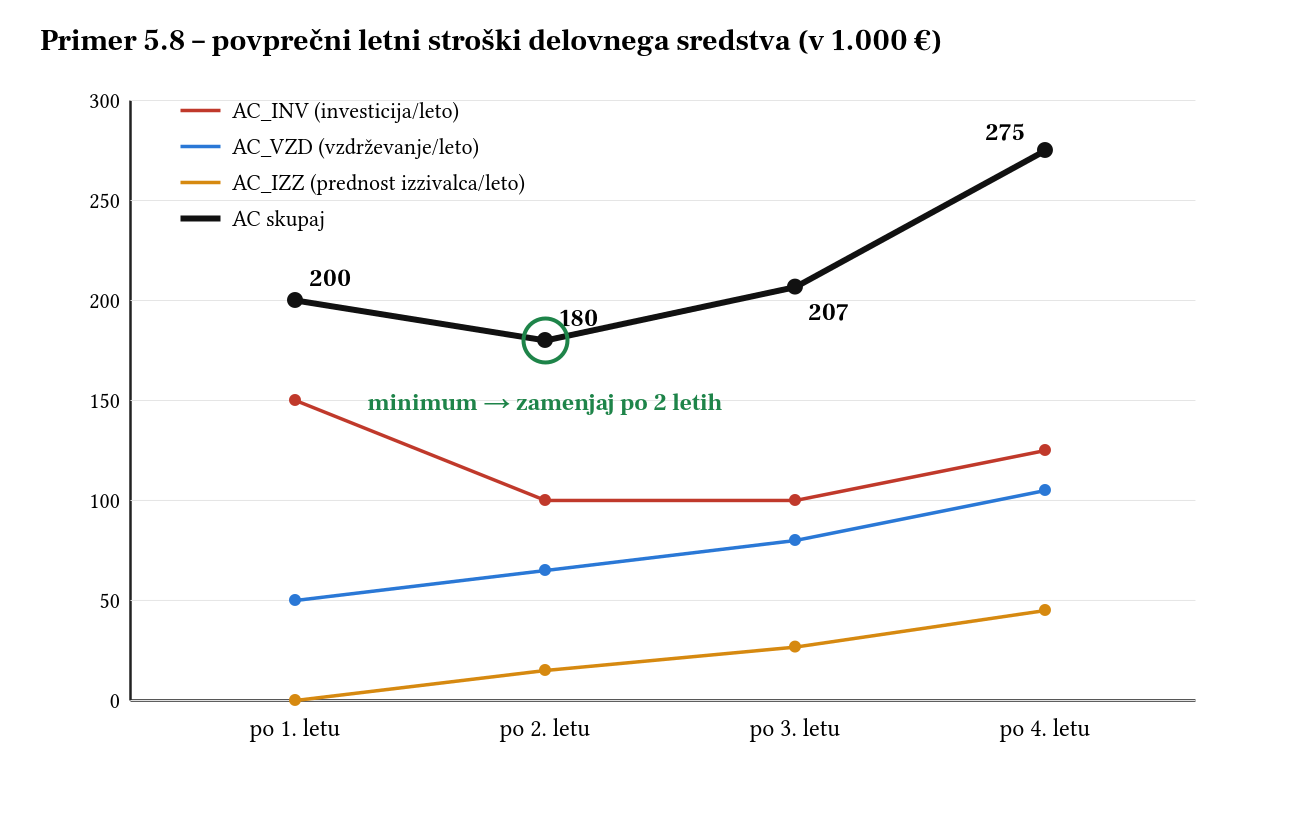 Primer 5.8 – povprečni letni stroški delovnega sredstva (v 1.000 €)
300
AC_INV (investicija/leto)
AC_VZD (vzdrževanje/leto)
AC_IZZ (prednost izzivalca/leto)
AC skupaj
275
250
200
200
180
207
150
minimum → zamenjaj po 2 letih
100
50
0
po 1. letu
po 2. letu
po 3. letu
po 4. letu